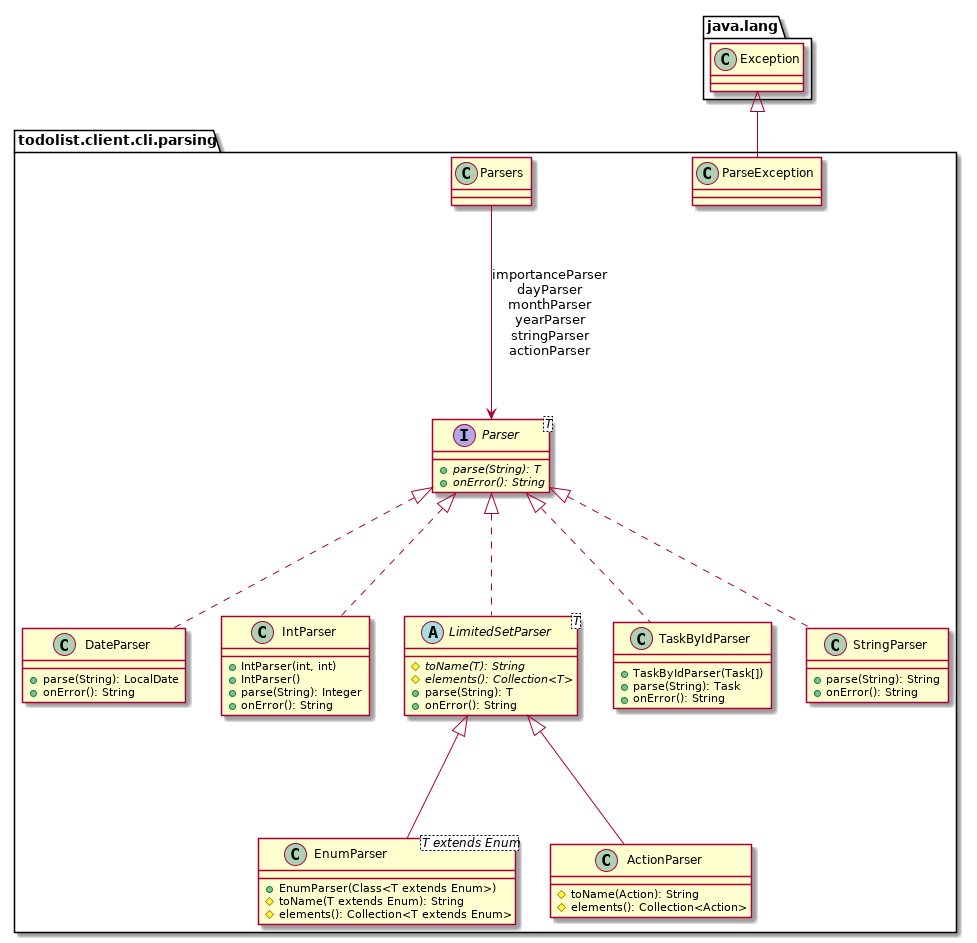 java.lang
C Exception
todolist.client.cli.parsing
C Parsers
C ParseException
importanceParser
dayParser
monthParser
yearParser
stringParser
actionParser
I Parser T
parse(String): T
onError(): String
C DateParser
parse(String): LocalDate
onError(): String
C IntParser
IntParser(int, int)
IntParser()
parse(String): Integer
onError(): String
A LimitedSetParser T
toName(T): String
elements(): Collection<T>
parse(String): T
onError(): String
C TaskByIdParser
TaskByIdParser(Task[])
parse(String): Task
onError(): String
C StringParser
parse(String): String
onError(): String
C EnumParser T extends Enum
EnumParser(Class<T extends Enum>)
toName(T extends Enum): String
elements(): Collection<T extends Enum>
C ActionParser
toName(Action): String
elements(): Collection<Action>